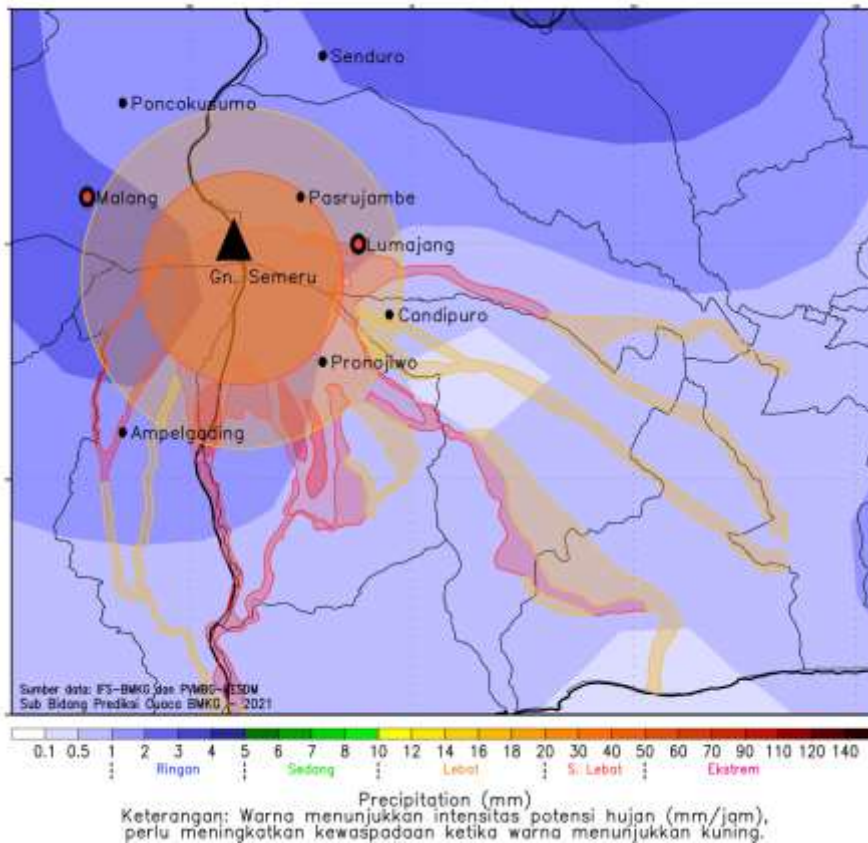 Senduro
Poncokusumo
Malang
Pasrujambe
Lumajang
Gn. Semeru
Candipuro
Pronojiwo
Ampelgading
Sumber data: IFS-BMKG dan PVMBG-KESDM
Sub Bidang Prediksi Cuaca BMKG - 2021
0.1 0.5 1 2 3 4 5 6 7 8 10 12 14 16 18 20 30 40 50 60 70 90 110 120 140
Ringan Sedang Lebat S. Lebat Ekstrem
Precipitation (mm)
Keterangan: Warna menunjukkan intensitas potensi hujan (mm/jam),
perlu meningkatkan kewaspadaan ketika warna menunjukkan kuning.